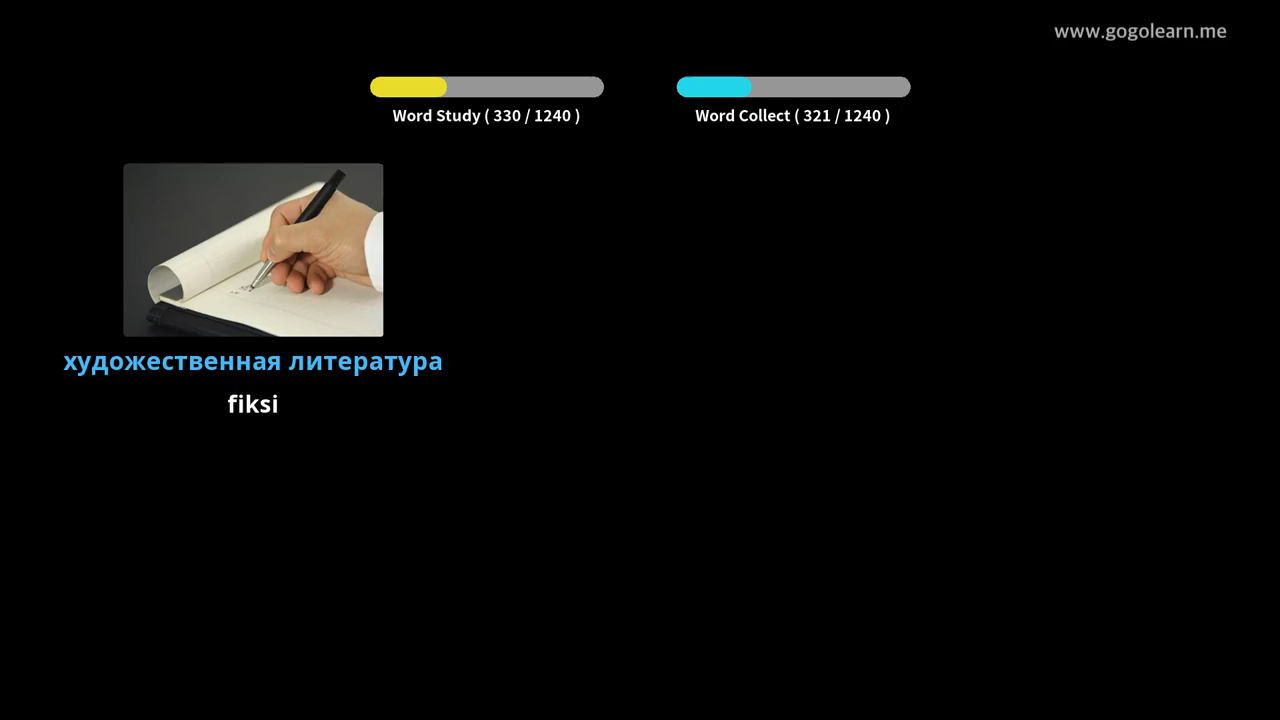 www.gogolearn.me
Word Study ( 330 / 1240 )
Word Collect ( 321 / 1240 )
художественная литература
fiksi